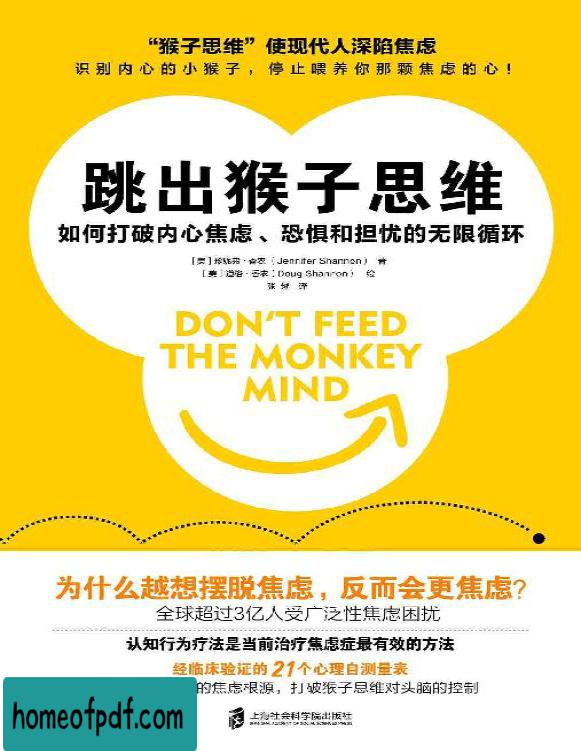 “猴子思维”使现代人深陷焦虑
识别内心的小猴子，停止喂养你那颗焦虑的心！
跳出猴子思维
如何打破内心焦虑、恐惧和担忧的无限循环
［美］珍妮弗·香农（Jennifer Shannon）著
［美］道格·香农（Doug Shannon）绘
张 译
DON'T FEED
THE MONKEY
MIND
为什么越想摆脱焦虑，反而会更焦虑？
全球超过3亿人受广泛性焦虑困扰
认知行为疗法是当前治疗焦虑症最有效的方法
经临床验证的21个心理自测量表
的焦虑根源，打破猴子思维对头脑的控制
homeofpdf.com
上海社会科学院出版社